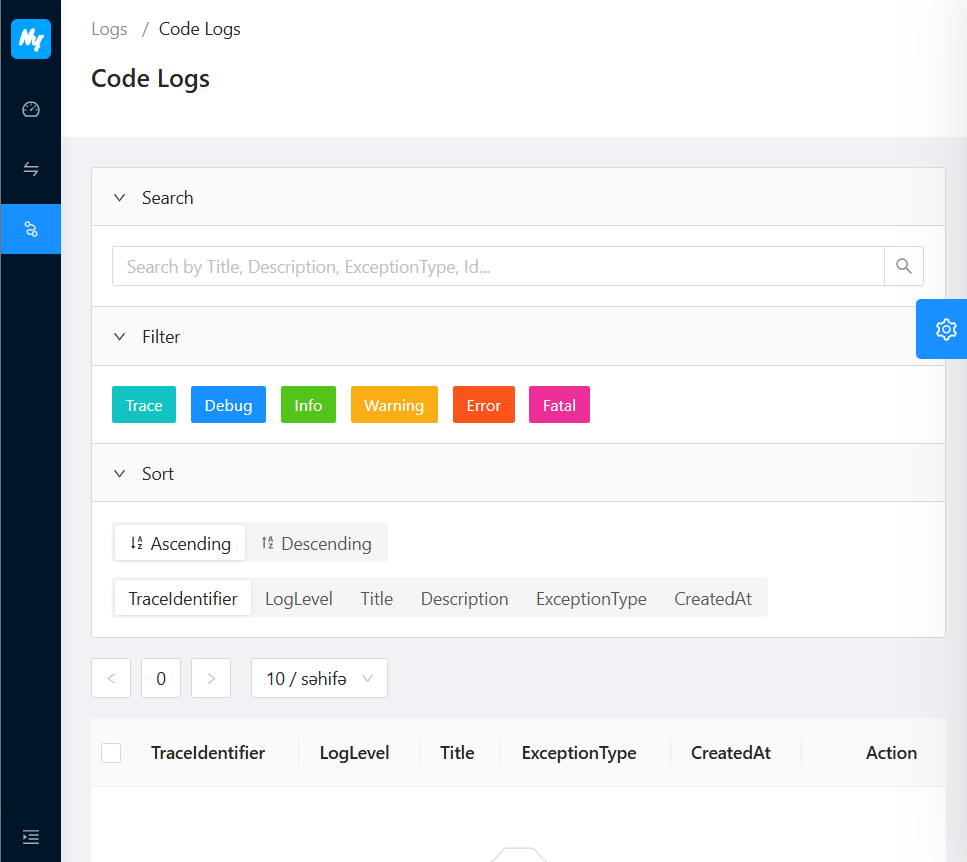 Ny
Logs / Code Logs
Code Logs
Search
Search by Title, Description, ExceptionType, Id...
Filter
Trace Debug Info Warning Error Fatal
Sort
Ascending Descending
TraceIdentifier LogLevel Title Description ExceptionType CreatedAt
< 0 > 10 / səhifə
TraceIdentifier LogLevel Title ExceptionType CreatedAt Action